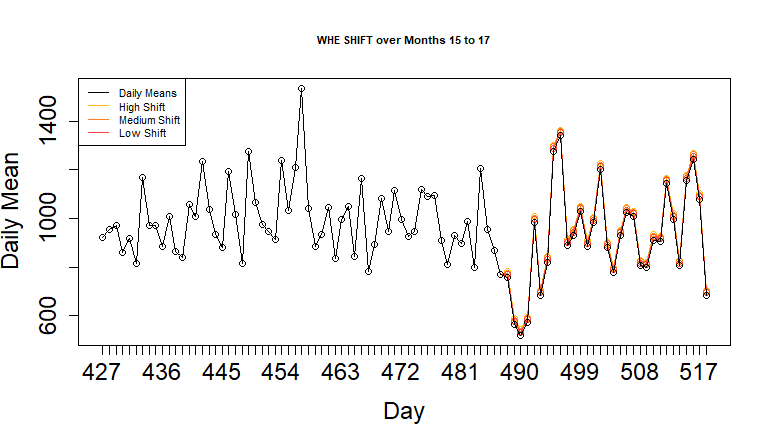 WHE SHIFT over Months 15 to 17
Daily Means
High Shift
Medium Shift
Low Shift
Daily Mean
1400
1000
600
427 436 445 454 463 472 481 490 499 508 517
Day